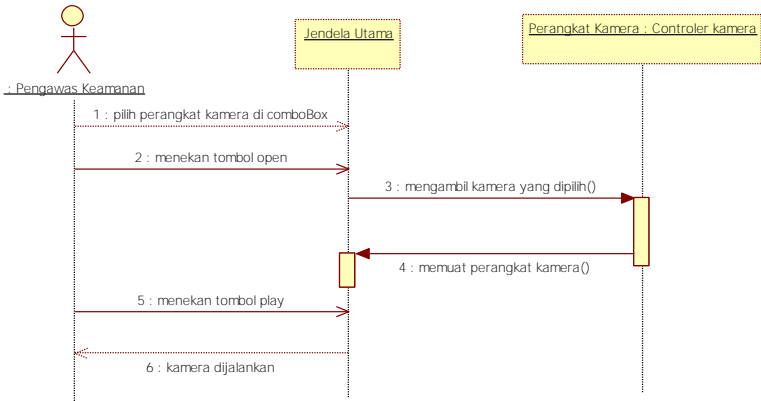 Jendela Utama
Perangkat Kamera : Controler kamera
: Pengawas Keamanan
1 : pilih perangkat kamera di comboBox
2 : menekan tombol open
3 : mengambil kamera yang dipilih()
4 : memuat perangkat kamera()
5 : menekan tombol play
6 : kamera dijalankan